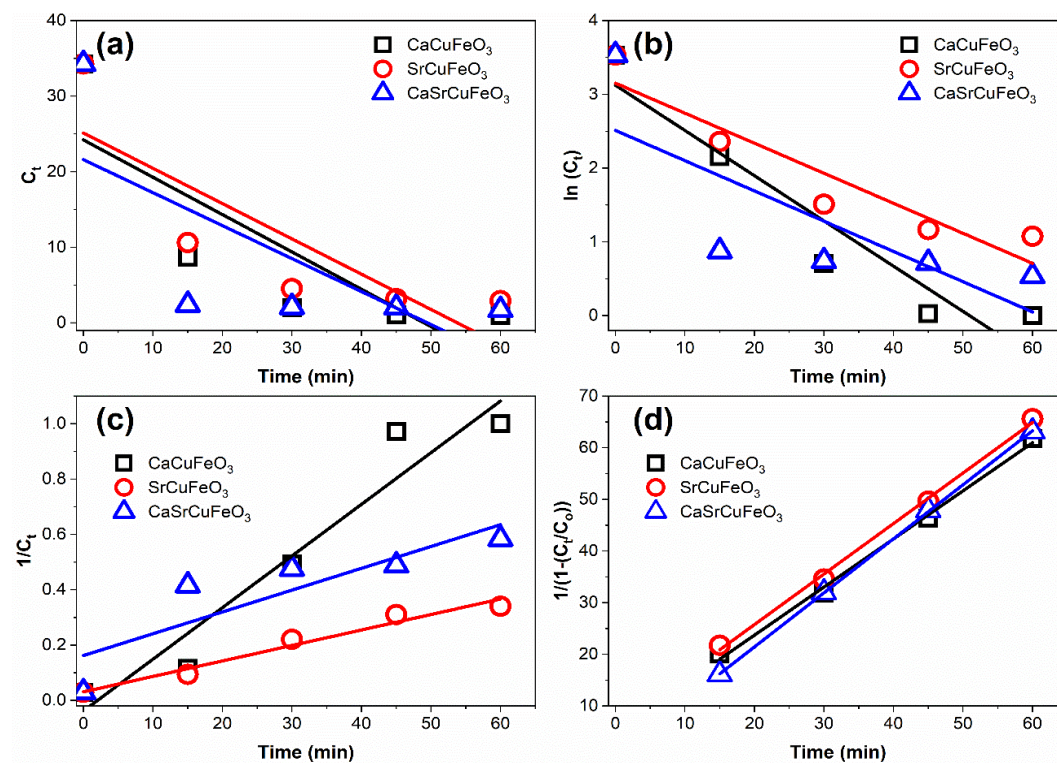 (a)
CaCuFeO₃
SrCuFeO₃
CaSrCuFeO₃
40
30
20
10
0
Cₜ
0 10 20 30 40 50 60
Time (min)
(b)
CaCuFeO₃
SrCuFeO₃
CaSrCuFeO₃
4
3
2
1
0
ln (Cₜ)
0 10 20 30 40 50 60
Time (min)
(c)
CaCuFeO₃
SrCuFeO₃
CaSrCuFeO₃
1.0
0.8
0.6
0.4
0.2
0.0
1/Cₜ
0 10 20 30 40 50 60
Time (min)
(d)
CaCuFeO₃
SrCuFeO₃
CaSrCuFeO₃
70
60
50
40
30
20
10
1/(1-(Cₜ/Cₒ))
0 10 20 30 40 50 60
Time (min)